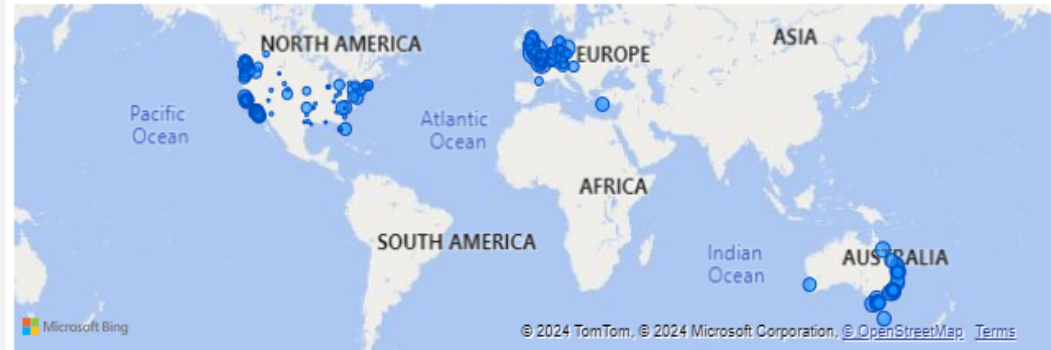 NORTH AMERICA
EUROPE
ASIA
Pacific
Ocean
Atlantic
Ocean
AFRICA
SOUTH AMERICA
Indian
Ocean
AUSTRALIA
Microsoft Bing
© 2024 TomTom, © 2024 Microsoft Corporation, © OpenStreetMap Terms